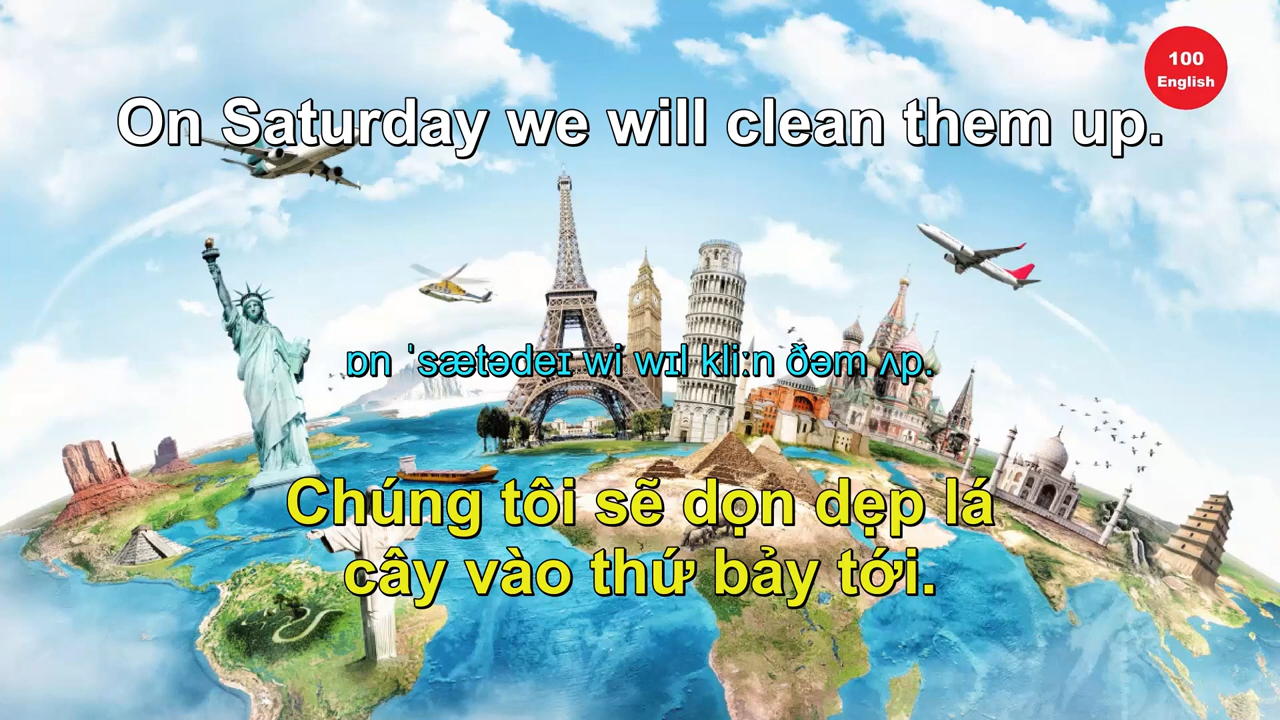 100
English
On Saturday we will clean them up.
ɒn ˈsætədeɪ wi wɪl kliːn ðəm ʌp.
Chúng tôi sẽ dọn dẹp lá
cây vào thứ bảy tới.